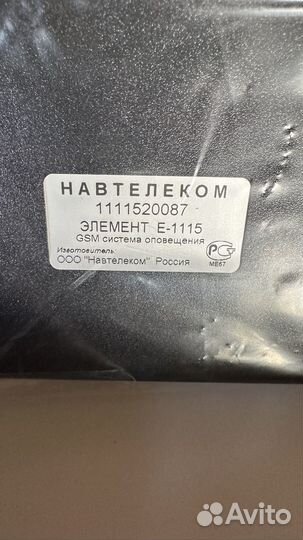 НАВТЕЛЕКОМ
1111520087
ЭЛЕМЕНТ Е-1115
GSM система оповещения
Изготовитель:
ООО "Навтелеком" Россия
МЕ67
Avito